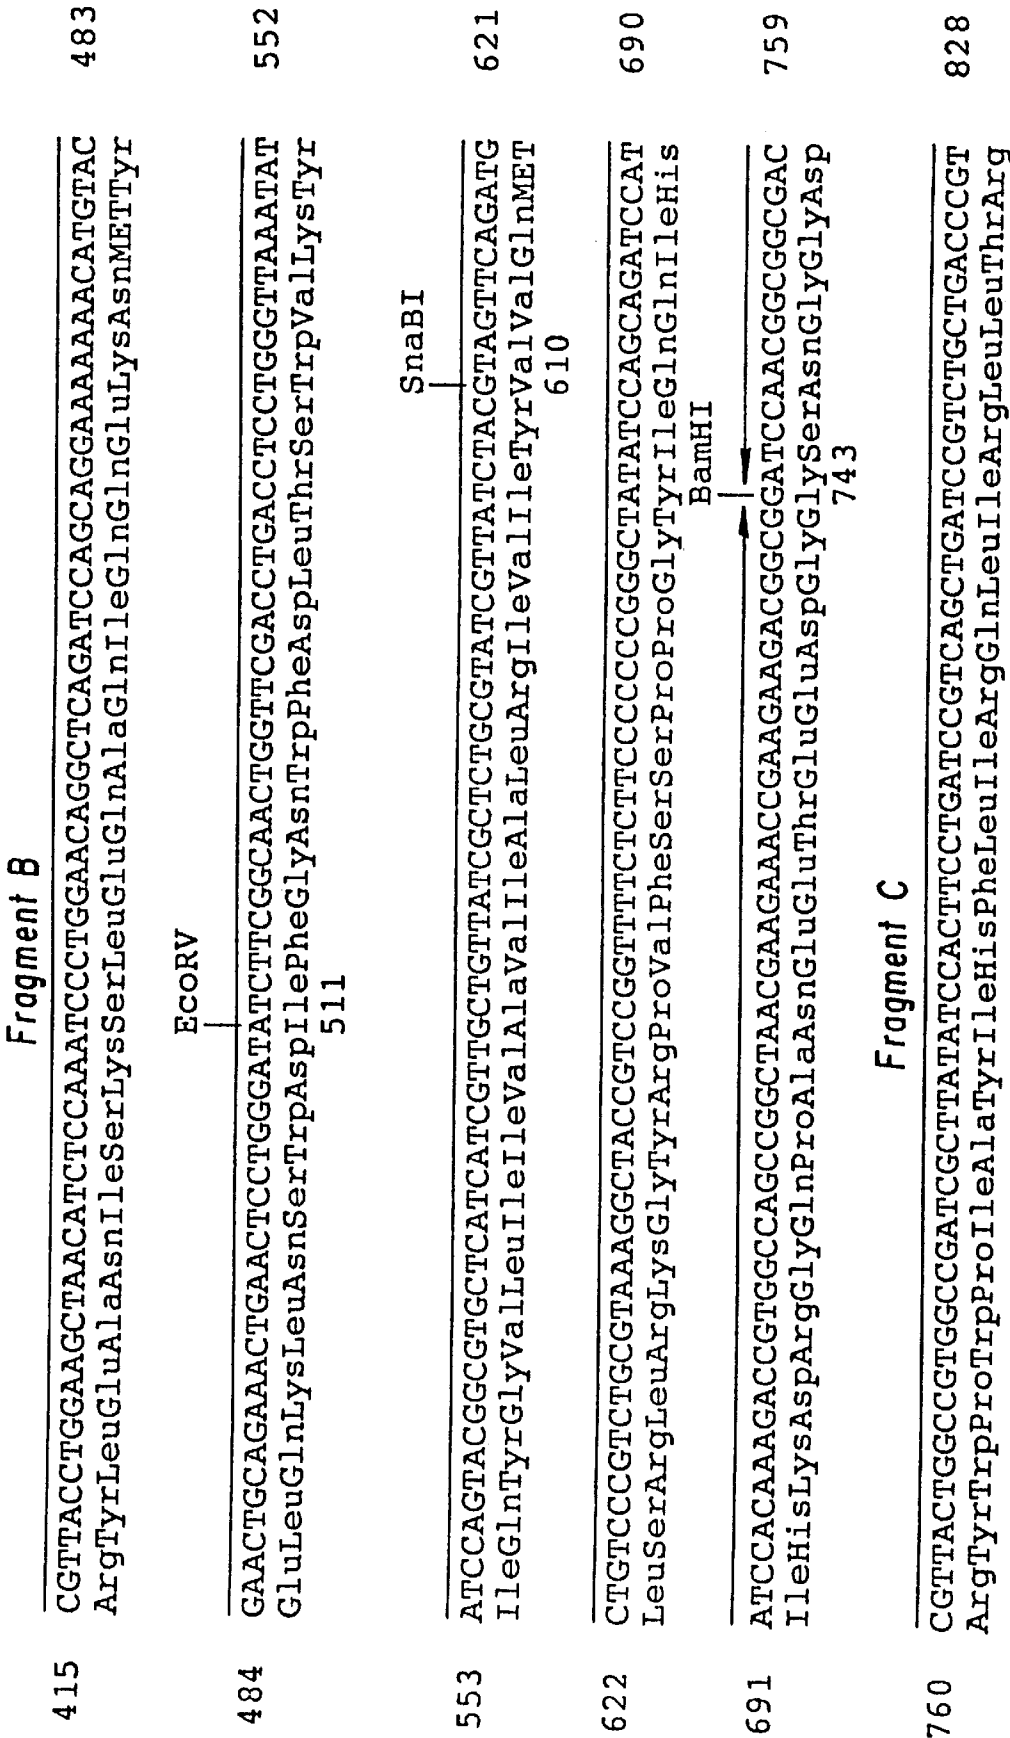 Fragment B
415 CGTTACCTGGAAGCTAACATCTCCAAATCCCTGGAACAGGCTCAGATCCAGCAGGAAAAAAACATGTAC 483
ArgTyrLeuGluAlaAsnIleSerLysSerLeuGluGlnAlaGlnIleGlnGlnGluLysAsnMETTyr
EcoRV
484 GAACTGCAGAAACTGAACTCCTGGGATATCTTCGGCAACTGGTTCGACCTGACCTCCTGGGTTAAATAT 552
GluLeuGlnLysLeuAsnSerTrpAspIlePheGlyAsnTrpPheAspLeuThrSerTrpValLysTyr
511
SnaBI
553 ATCCAGTACGGCGTGCTCATCATCGTTGCTGTTATCGCTCTGCGTATCGTTATCTACGTAGTTCAGATG 621
IleGlnTyrGlyValLeuIleIleValAlaValIleAlaLeuArgIleValIleTyrValValGlnMET
610
622 CTGTCCCGTCTGCGTAAAGGCTACCGTCCGGTTTTCTCTTCCCCCCCGGGCTATATCCAGCAGATCCAT 690
LeuSerArgLeuArgLysGlyTyrArgProValPheSerSerProProGlyTyrIleGlnGlnIleHis
BamHI
691 ATCCACAAAGACCGTGGCCAGCCGGCTAACGAAGAAACCGAAGAAGACGGCGGATCCAACGGCGGCGAC 759
IleHisLysAspArgGlyGlnProAlaAsnGluGluThrGluGluAspGlyGlySerAsnGlyGlyAsp
743
Fragment C
760 CGTTACTGGCCGTGGCCGATCGCTTATATCCACTTCCTGATCCGTCAGCTGATCCGTCTGCTGACCCGT 828
ArgTyrTrpProTrpProIleAlaTyrIleHisPheLeuIleArgGlnLeuIleArgLeuLeuThrArg